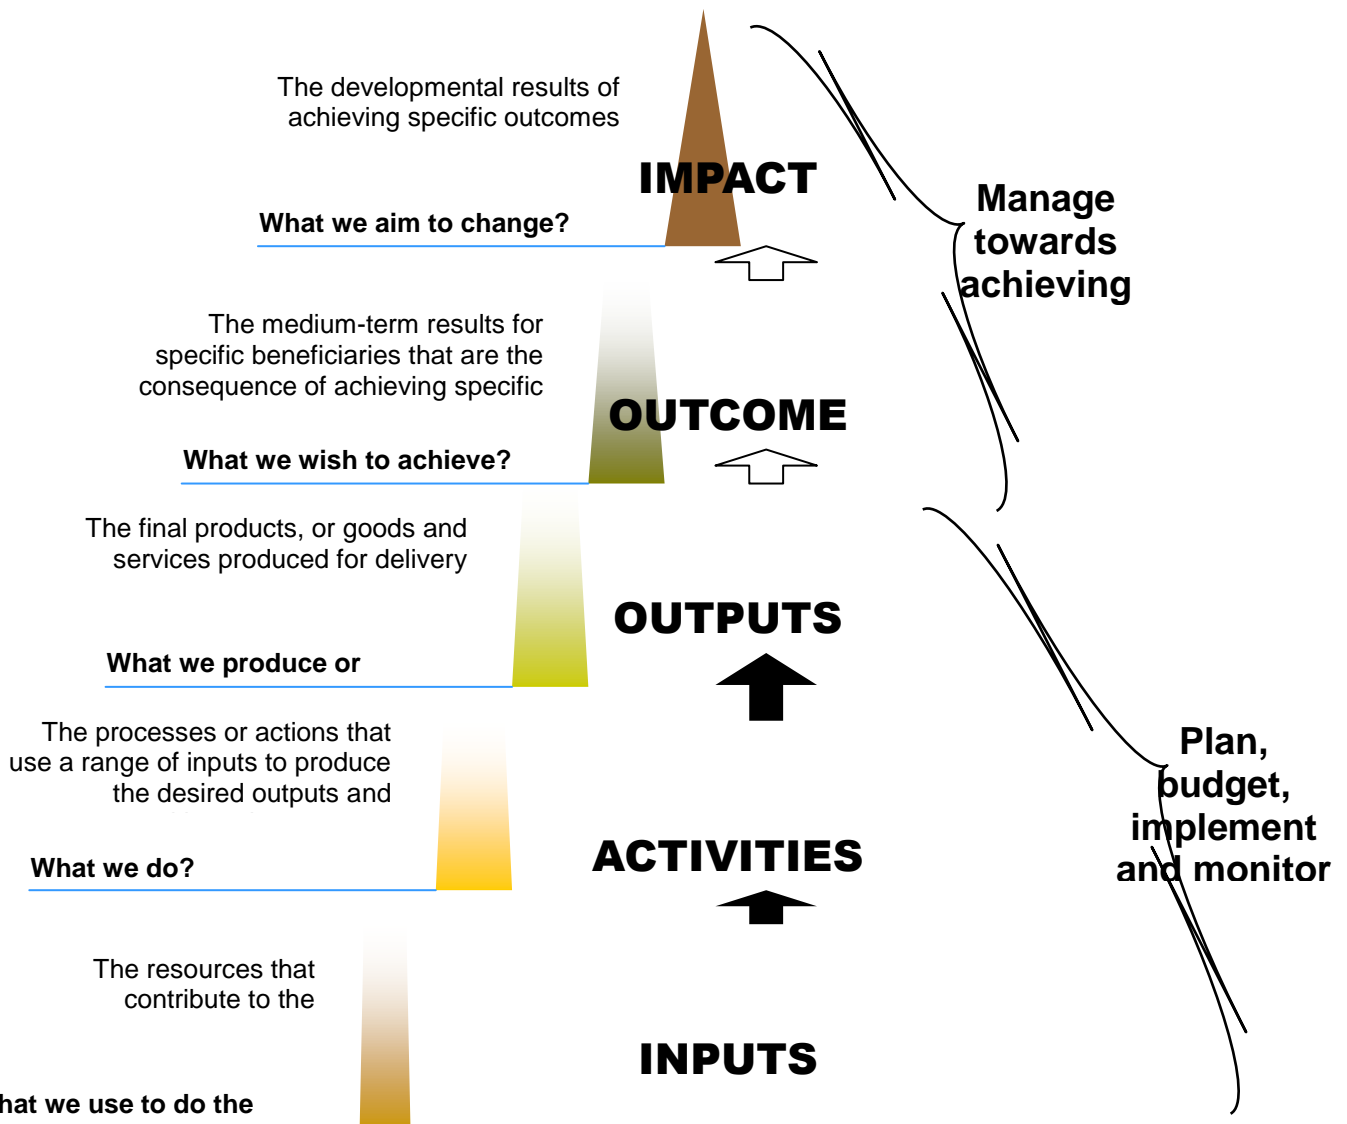 The developmental results of
achieving specific outcomes
IMPACT
What we aim to change?
Manage
towards
achieving
The medium-term results for
specific beneficiaries that are the
consequence of achieving specific
OUTCOME
What we wish to achieve?
The final products, or goods and
services produced for delivery
OUTPUTS
What we produce or
The processes or actions that
use a range of inputs to produce
the desired outputs and
Plan,
budget,
implement
and monitor
ACTIVITIES
What we do?
The resources that
contribute to the
INPUTS
we use to do the